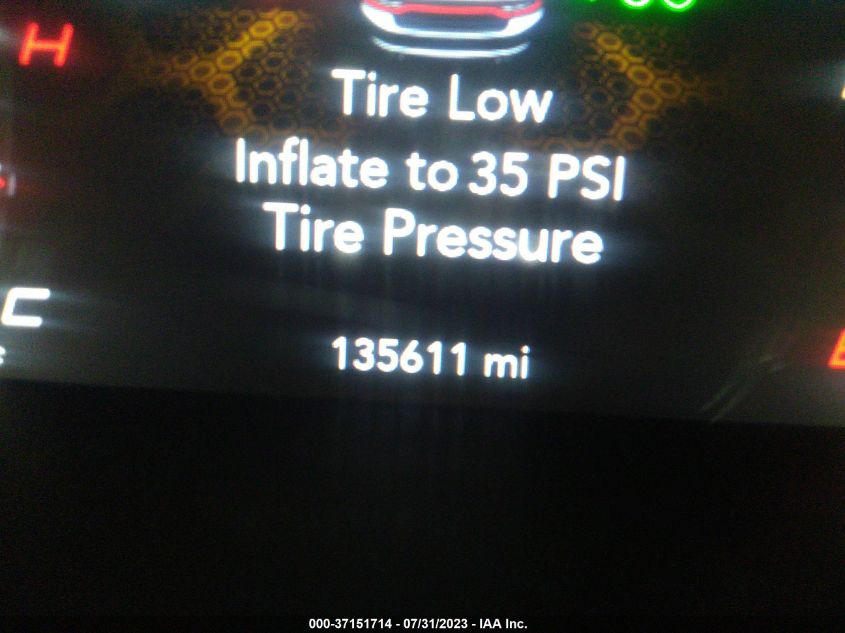 H
Tire Low
Inflate to 35 PSI
Tire Pressure
C
135611 mi
000-37151714 - 07/31/2023 - IAA Inc.